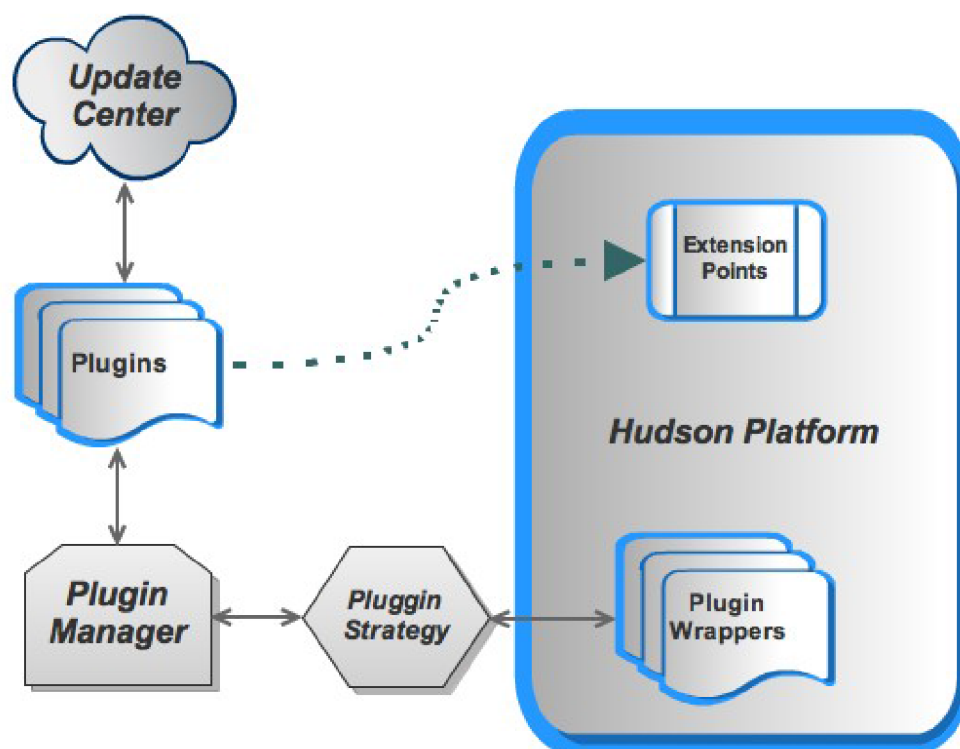 Update
Center
Extension
Points
Plugins
Hudson Platform
Plugin
Manager
Pluggin
Strategy
Plugin
Wrappers